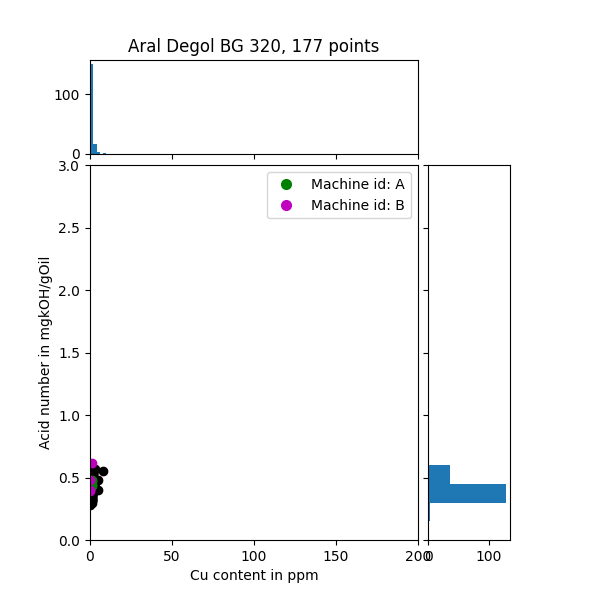 Aral Degol BG 320, 177 points
100
0
3.0
2.5
2.0
1.5
1.0
0.5
0.0
Acid number in mgkOH/gOil
Machine id: A
Machine id: B
0 50 100 150 200
0 100
Cu content in ppm